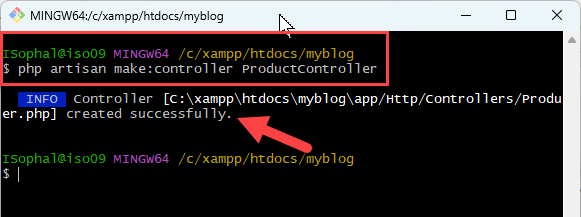 MINGW64:/c/xampp/htdocs/myblog
ISophal@iso09 MINGW64 /c/xampp/htdocs/myblog
$ php artisan make:controller ProductController
INFO Controller [C:\xampp\htdocs\myblog\app/Http/Controllers/Produ
er.php] created successfully.
ISophal@iso09 MINGW64 /c/xampp/htdocs/myblog
$